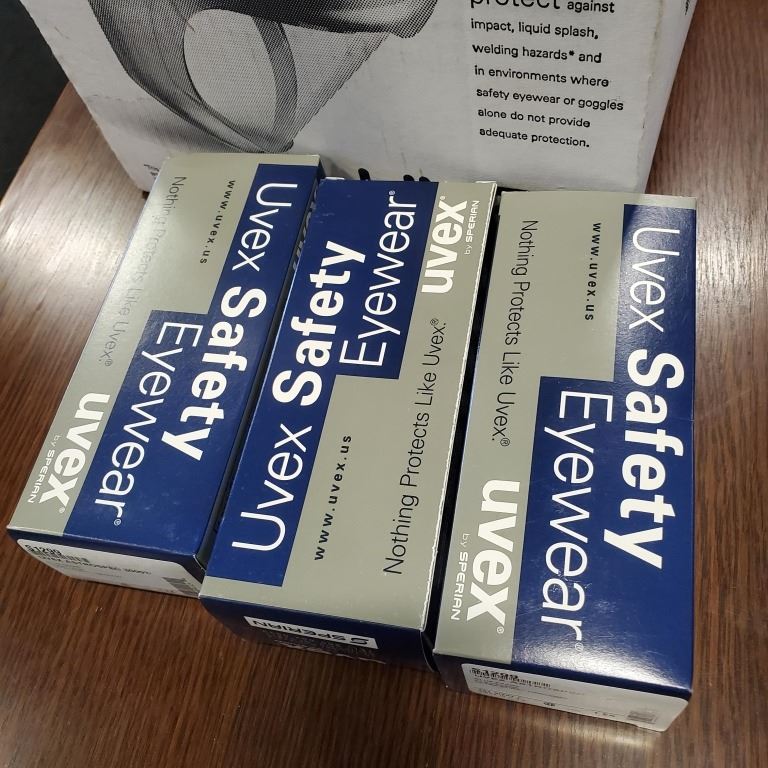 protect against
impact, liquid splash,
welding hazards* and
in environments where
safety eyewear or goggles
alone do not provide
adequate protection.
Uvex Safety
Eyewear®
www.uvex.us
Nothing Protects Like Uvex.®
uvex®
by SPERIAN
Uvex Safety
Eyewear®
www.uvex.us
Nothing Protects Like Uvex.®
uvex®
by SPERIAN
SPERIAN
Uvex Safety
Eyewear®
www.uvex.us
Nothing Protects Like Uvex.®
uvex®
by SPERIAN